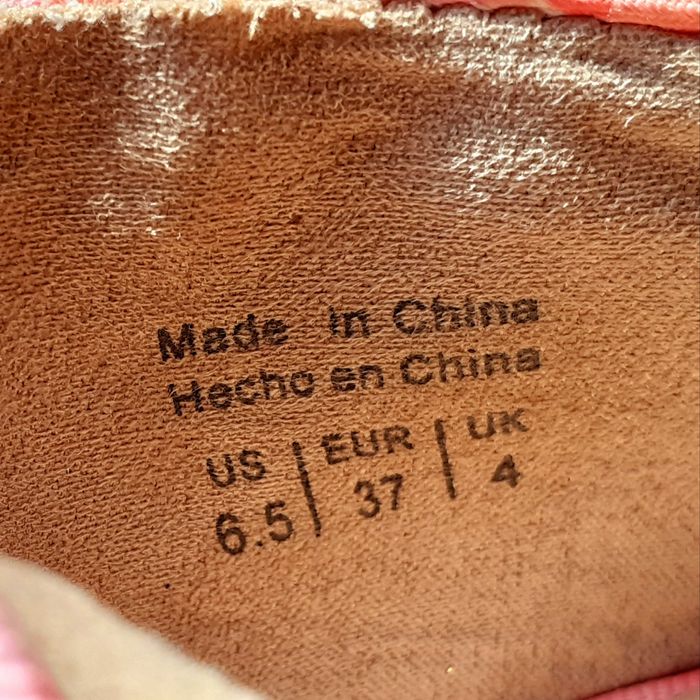 Made in China
Hecho en China
US | EUR | UK
6.5 | 37 | 4